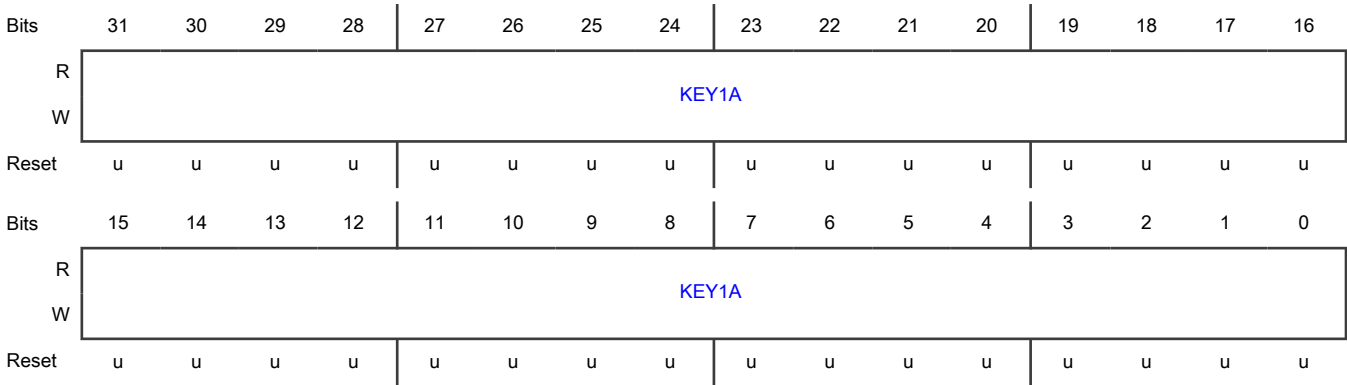 Bits 31 30 29 28 27 26 25 24 23 22 21 20 19 18 17 16
R
KEY1A
W
Reset u u u u u u u u u u u u u u u u
Bits 15 14 13 12 11 10 9 8 7 6 5 4 3 2 1 0
R
KEY1A
W
Reset u u u u u u u u u u u u u u u u